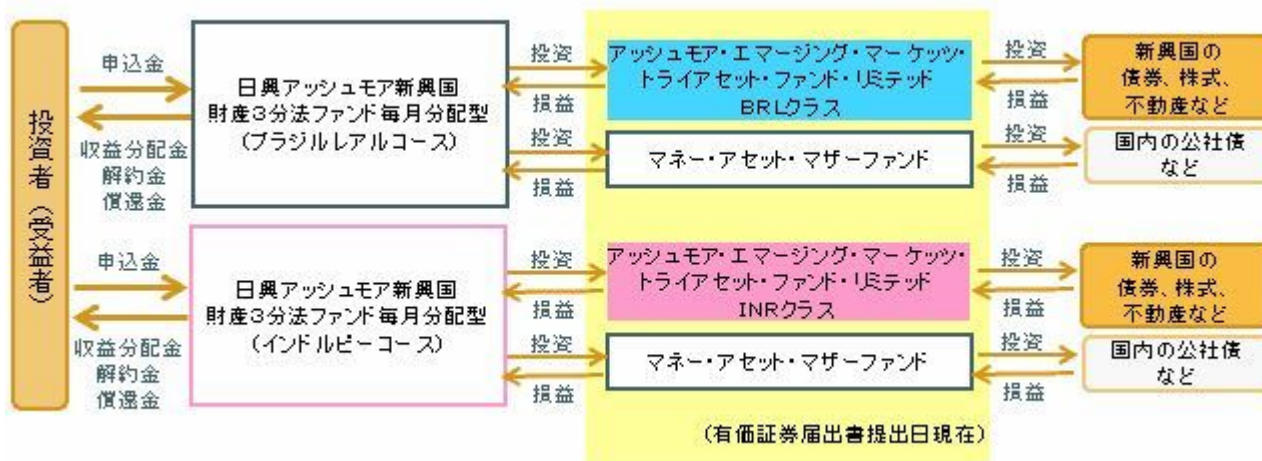 投資者（受益者）
申込金
収益分配金
解約金
償還金
日興アッシュモア新興国
財産3分法ファンド毎月分配型
（ブラジルレアルコース）
投資
損益
投資
損益
アッシュモア・エマージング・マーケッツ・
トライアセット・ファンド・リミテッド
BRLクラス
マネー・アセット・マザーファンド
投資
損益
投資
損益
新興国の
債券、株式、
不動産など
国内の公社債
など
申込金
収益分配金
解約金
償還金
日興アッシュモア新興国
財産3分法ファンド毎月分配型
（インドルピーコース）
投資
損益
投資
損益
アッシュモア・エマージング・マーケッツ・
トライアセット・ファンド・リミテッド
INRクラス
マネー・アセット・マザーファンド
投資
損益
投資
損益
新興国の
債券、株式、
不動産など
国内の公社債
など
（有価証券届出書提出日現在）